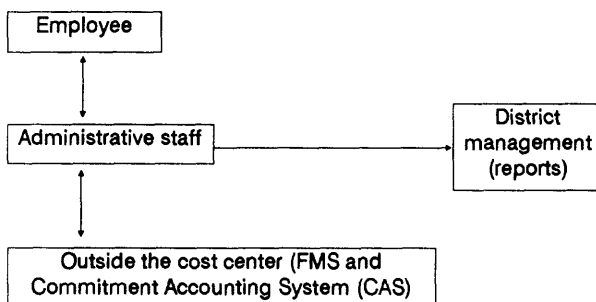 Employee
Administrative staff
District
management
(reports)
Outside the cost center (FMS and
Commitment Accounting System (CAS)